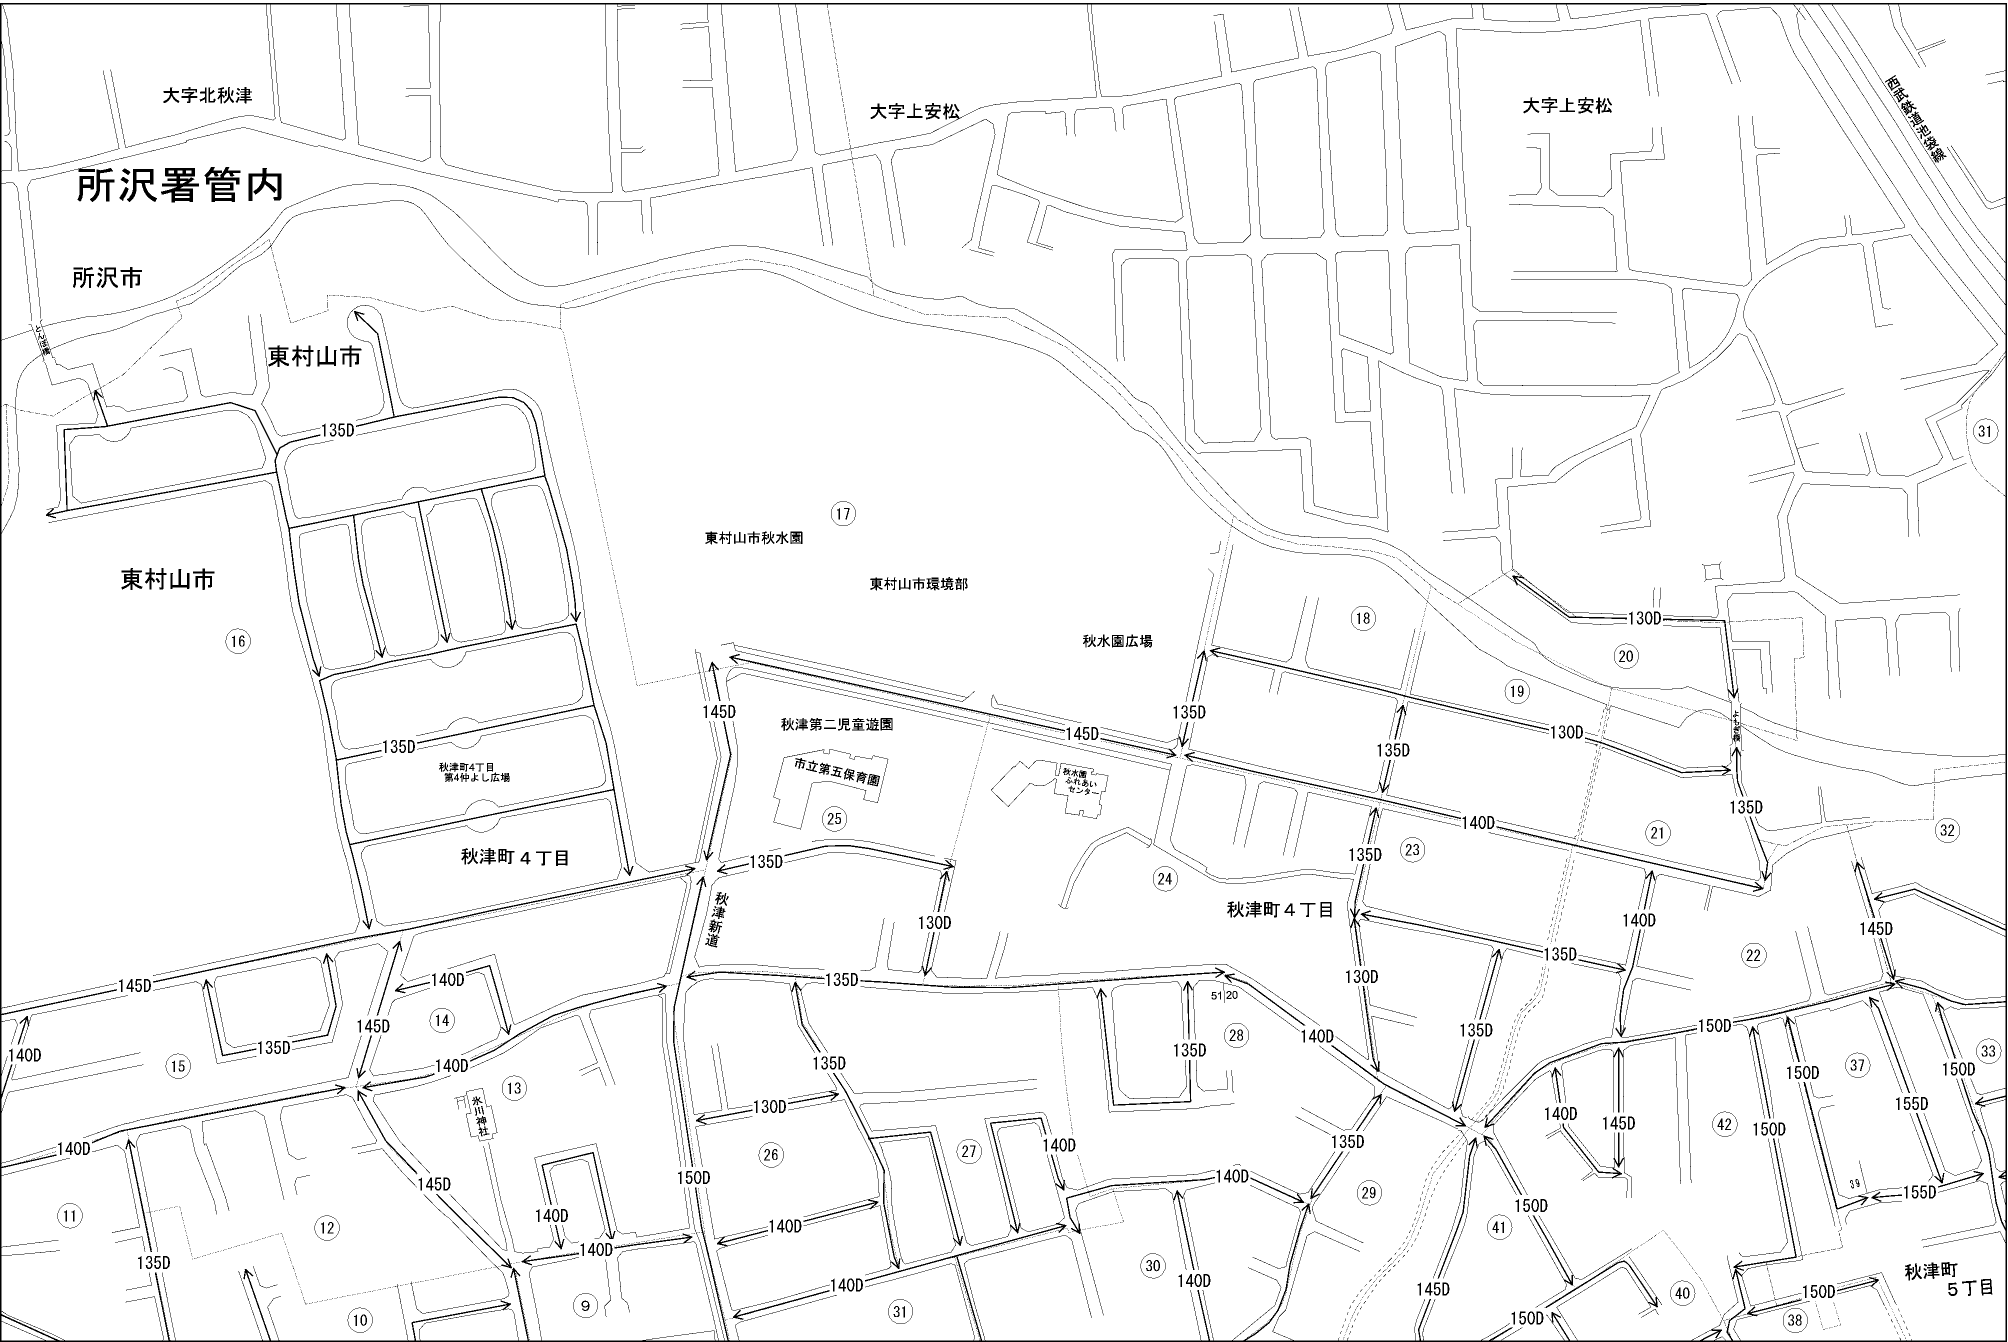 大字北秋津
大字上安松
大字上安松
西武鉄道池袋線
所沢署管内
所沢市
とんぼ橋
東村山市
135D
31
17
東村山市秋水園
東村山市
東村山市環境部
16
秋水園広場
18
130D
20
19
145D
135D
秋津第二児童遊園
145D
130D
135D
135D
市立第五保育園
秋水園
ふれあい
センター
秋津町4丁目
第4仲よし広場
135D
25
140D
21
32
秋津町４丁目
135D
135D
23
24
秋津新道
130D
秋津町４丁目
140D
145D
135D
22
145D
140D
135D
130D
51 20
14
145D
135D
140D
28
135D
150D
140D
135D
15
140D
135D
135D
33
37
150D
150D
13
氷川神社
130D
140D
145D
155D
42
150D
140D
135D
140D
26
27
145D
150D
140D
29
39
155D
11
12
140D
140D
150D
41
135D
140D
30
140D
秋津町
５丁目
10
9
140D
31
145D
150D
40
150D
38